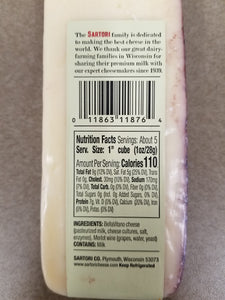 The SARTORI family is dedicated
to making the best cheese in the
world. We thank our great dairy-
farming families in Wisconsin for
sharing their premium milk with
our expert cheesemakers since 1939.
0 11863 11876 4
Nutrition Facts Servings: About 5
Serv. Size: 1" cube (1oz/28g)
Amount Per Serving: Calories 110
Total Fat 9g (12% DV), Sat. Fat 5g (25% DV), Trans
Fat 0g, Cholest. 30mg (10% DV), Sodium 170mg
(7% DV), Total Carb. 0g (0% DV), Fiber 0g (0% DV),
Total Sugars 0g (Incl. 0g Added Sugars, 0% DV),
Protein 7g, Vit. D (0% DV), Calcium (20% DV), Iron
(0% DV), Potas. (0% DV)
INGREDIENTS: BellaVitano cheese
(pasteurized milk, cheese cultures, salt,
enzymes), Merlot wine (grapes, water, yeast)
CONTAINS: Milk.
SARTORI CO. Plymouth, Wisconsin 53073
www.sartoricheese.com Keep Refrigerated